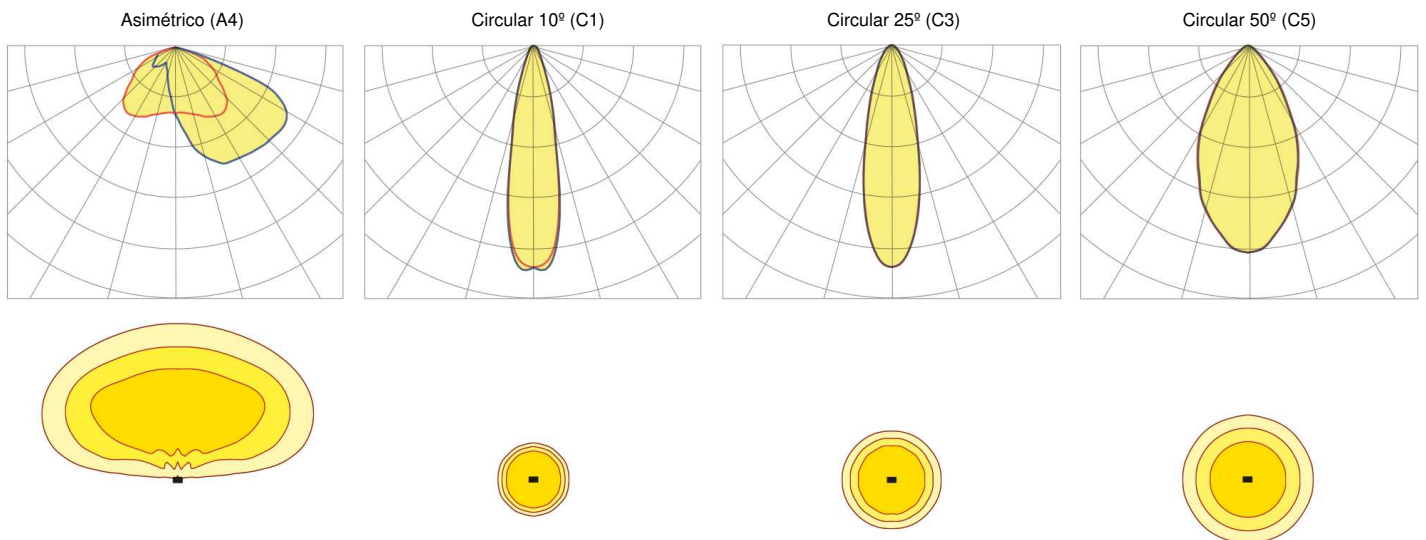 Asimétrico (A4)
Circular 10º (C1)
Circular 25º (C3)
Circular 50º (C5)